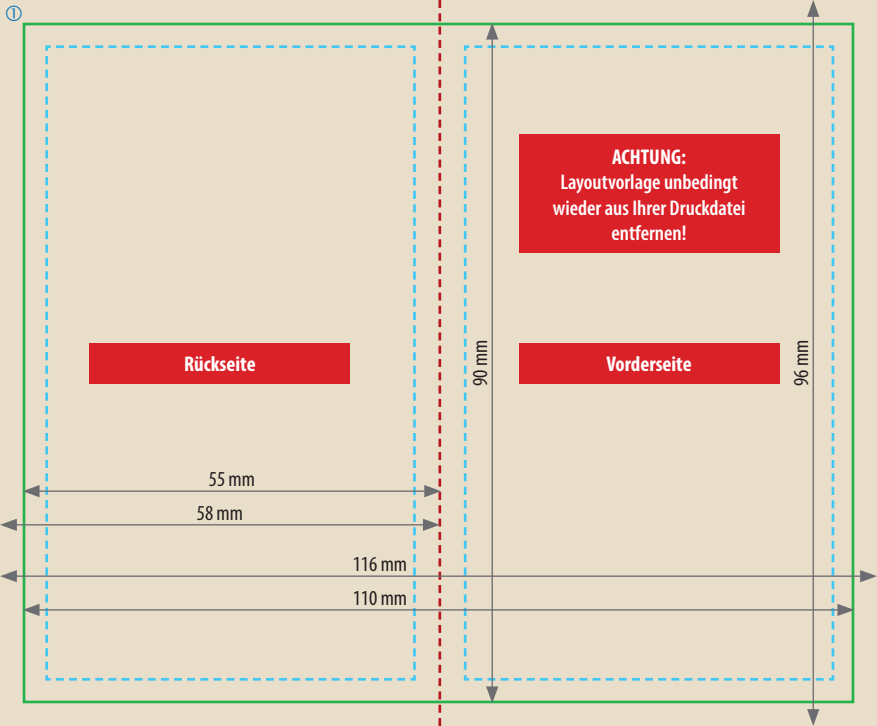 ①
ACHTUNG:
Layoutvorlage unbedingt
wieder aus Ihrer Druckdatei
entfernen!
Rückseite
90 mm
Vorderseite
96 mm
55 mm
58 mm
116 mm
110 mm